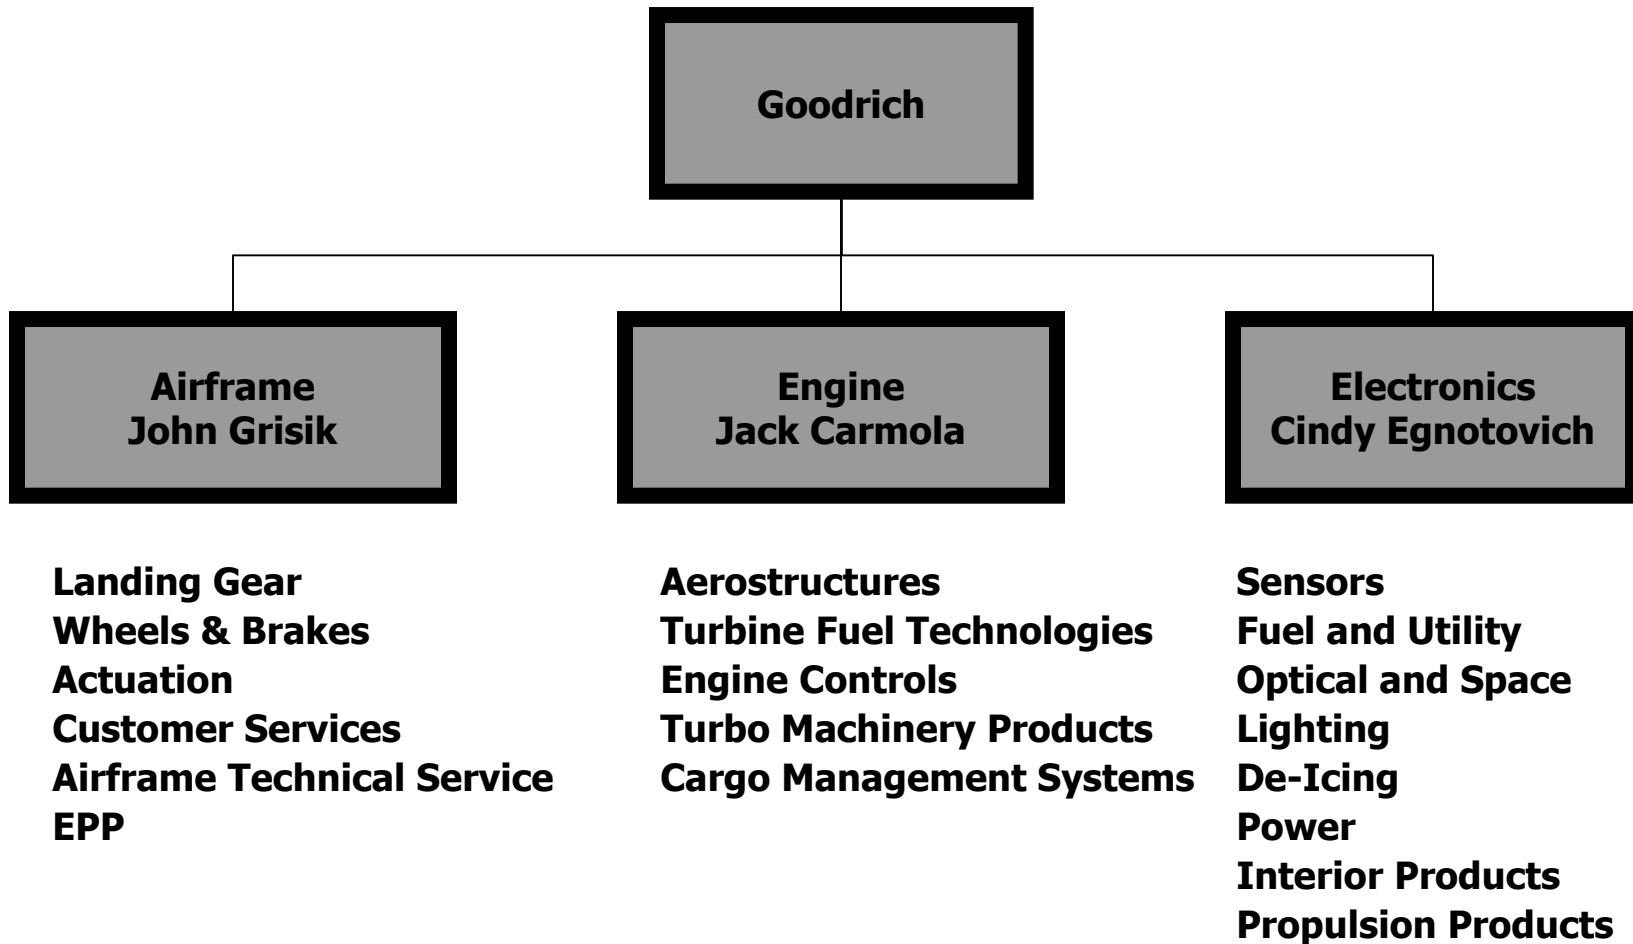 Goodrich
Airframe
John Grisik
Engine
Jack Carmola
Electronics
Cindy Egnotovich
Landing Gear
Wheels & Brakes
Actuation
Customer Services
Airframe Technical Service
EPP
Aerostructures
Turbine Fuel Technologies
Engine Controls
Turbo Machinery Products
Cargo Management Systems
Sensors
Fuel and Utility
Optical and Space
Lighting
De-Icing
Power
Interior Products
Propulsion Products